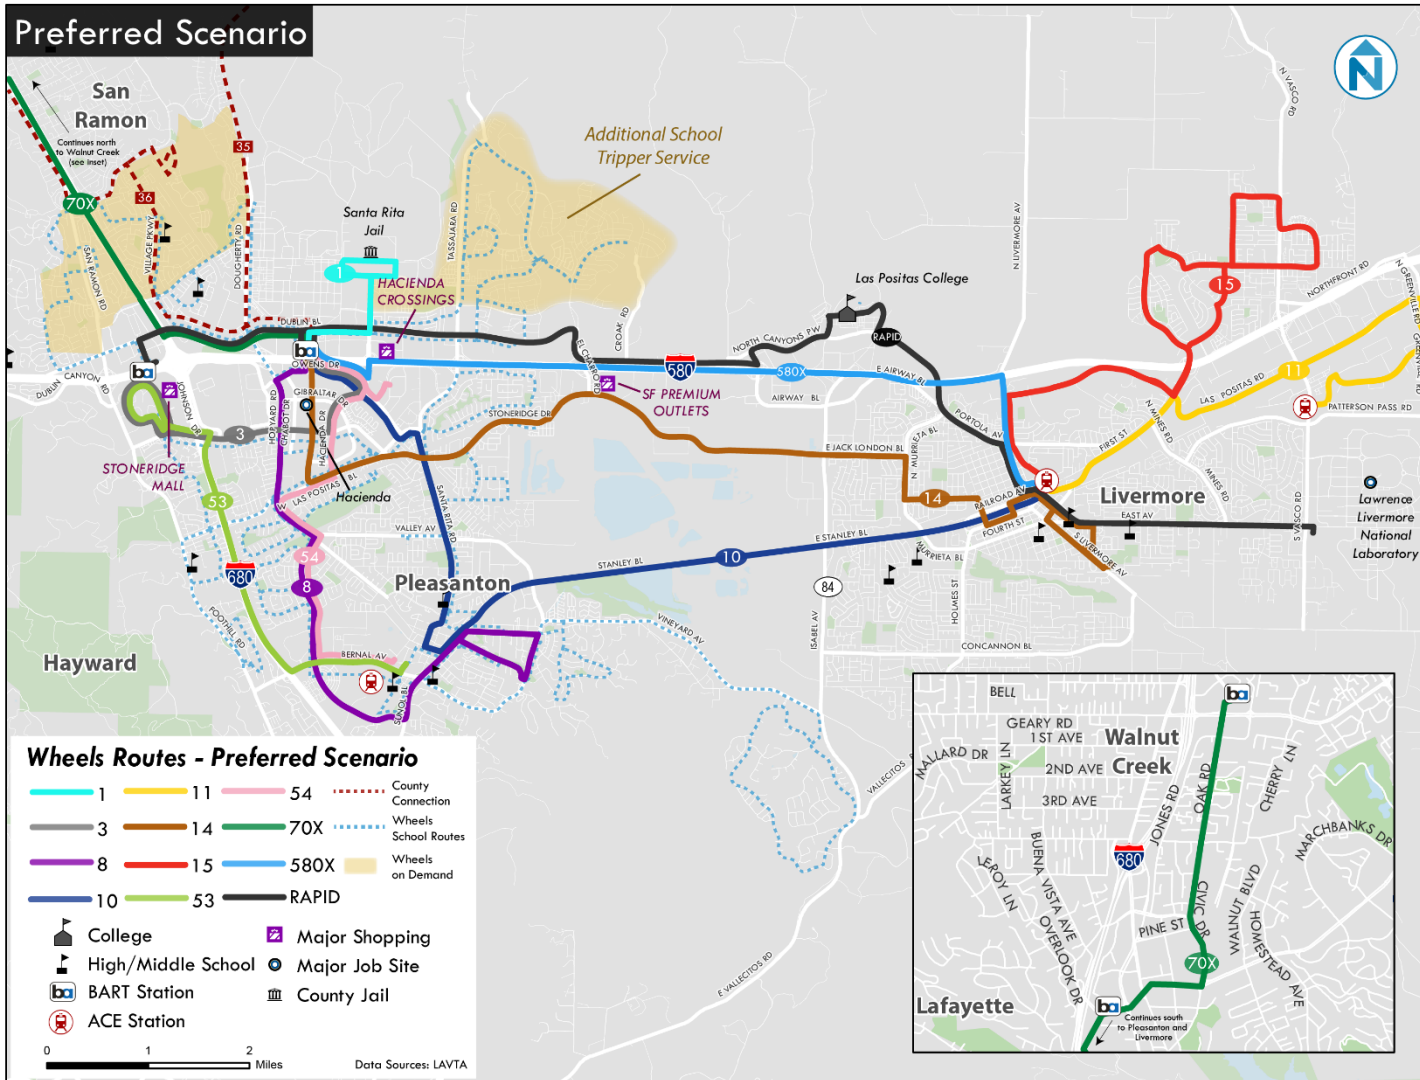 Preferred Scenario
N
San
Ramon
Continues north
to Walnut Creek
(see inset)
70X
36
35
VILLAGE PKWY
DOUGHERTY RD
SAN RAMON RD
TASSAJARA RD
Additional School
Tripper Service
Santa Rita
Jail
1
HACIENDA
CROSSINGS
DUBLIN BL
CROAK RD
EL CHARRO RD
Las Positas College
NORTH CANYONS PW
RAPID
N LIVERMORE AV
N VASCO RD
NORTHFRONT RD
N GREENVILLE RD
15
11
ba
ba
OWENS DR
DUBLIN CANYON RD
JOHNSON DR
GIBRALTAR DR
HOPYARD RD
CHABOT DR
HACIENDA DR
3
STONERIDGE
MALL
580
580X
E AIRWAY BL
AIRWAY BL
SF PREMIUM
OUTLETS
STONERIDGE DR
LAS POSITAS RD
PATTERSON PASS RD
PORTOLA AV
N MINES RD
FIRST ST
E JACK LONDON BL
N MURRIETA BL
MINES RD
14
RAILROAD AV
Livermore
EAST AV
S VASCO RD
Lawrence
Livermore
National
Laboratory
FOURTH ST
S LIVERMORE AV
Hacienda
W LAS POSITAS BL
SANTA RITA RD
VALLEY AV
53
54
8
680
10
STANLEY BL
E STANLEY BL
MURRIETA BL
HOLMES ST
84
ISABEL AV
CONCANNON BL
Pleasanton
FOOTHILL RD
BERNAL AV
SUNOL BL
VINEYARD AV
Hayward
VALLECITOS RD
E VALLECITOS RD
Wheels Routes - Preferred Scenario
1
11
54
County
Connection
3
14
70X
Wheels
School Routes
8
15
580X
Wheels
on Demand
10
53
RAPID
College
Major Shopping
High/Middle School
Major Job Site
ba
BART Station
County Jail
ACE Station
0
1
2
Miles
Data Sources: LAVTA
BELL
GEARY RD
1ST AVE
Walnut
Creek
ba
MALLARD DR
LARKEY LN
2ND AVE
3RD AVE
JONES RD
OAK RD
CHERRY LN
MARCHBANKS DR
680
LEROY LN
BUENA VISTA AVE
OVERLOOK DR
PINE ST
CIVIC DR
WALNUT BLVD
HOMESTEAD AVE
70X
Lafayette
ba
Continues south
to Pleasanton and
Livermore